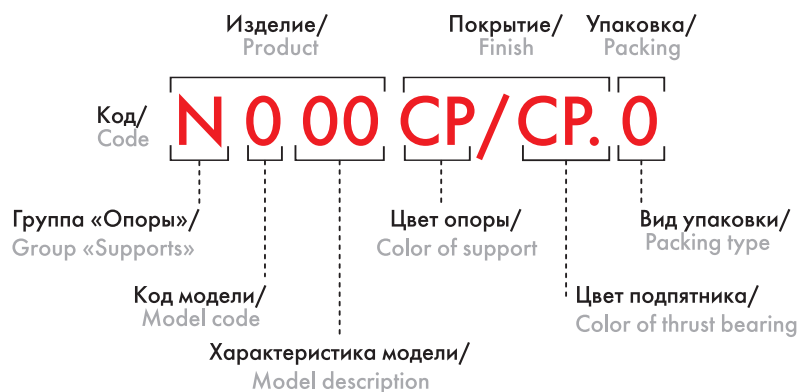 Изделие/
Product
Покрытие/
Finish
Упаковка/
Packing
Код/
Code
N 0 00 CP/CP. 0
Группа «Опоры»/
Group «Supports»
Цвет опоры/
Color of support
Вид упаковки/
Packing type
Код модели/
Model code
Цвет подпятника/
Color of thrust bearing
Характеристика модели/
Model description